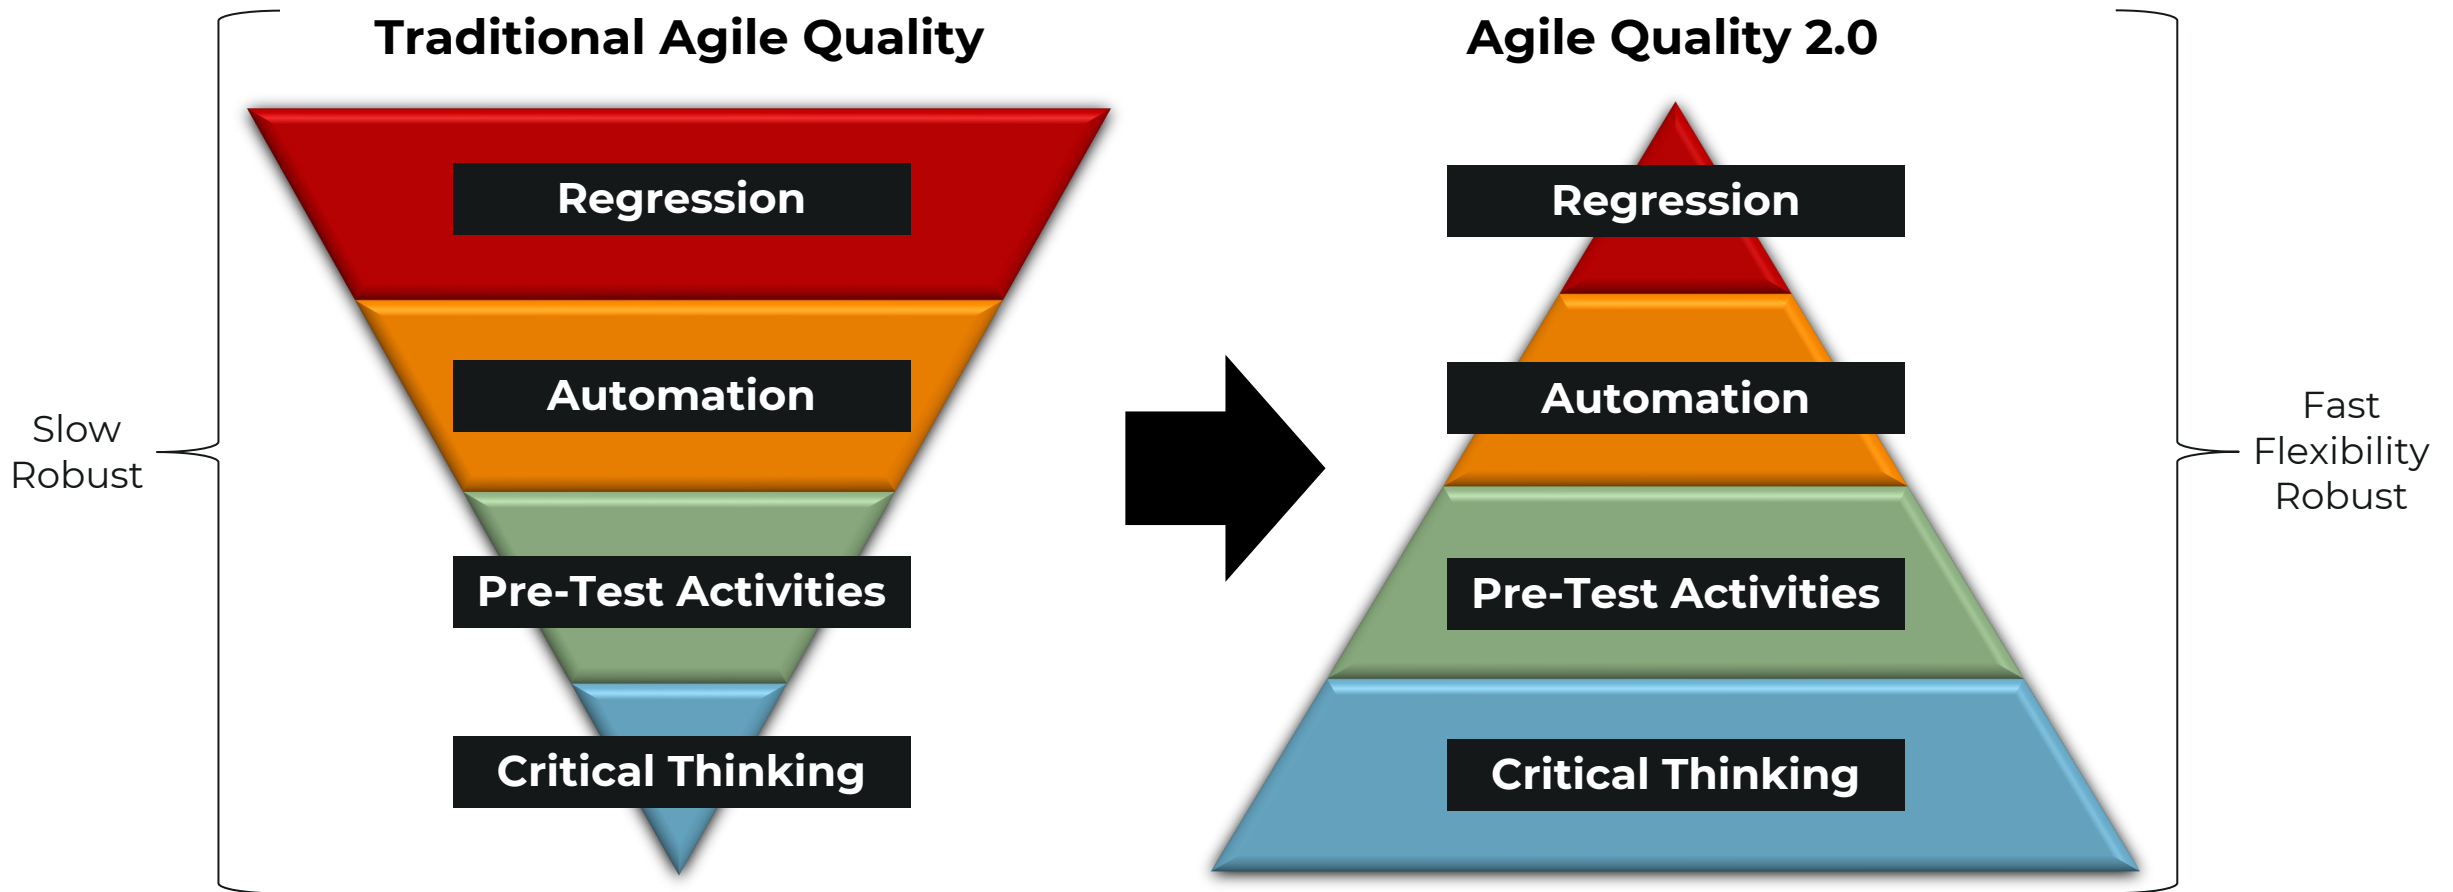 Traditional Agile Quality
Regression
Automation
Pre-Test Activities
Critical Thinking
Slow
Robust
Agile Quality 2.0
Regression
Automation
Pre-Test Activities
Critical Thinking
Fast
Flexibility
Robust